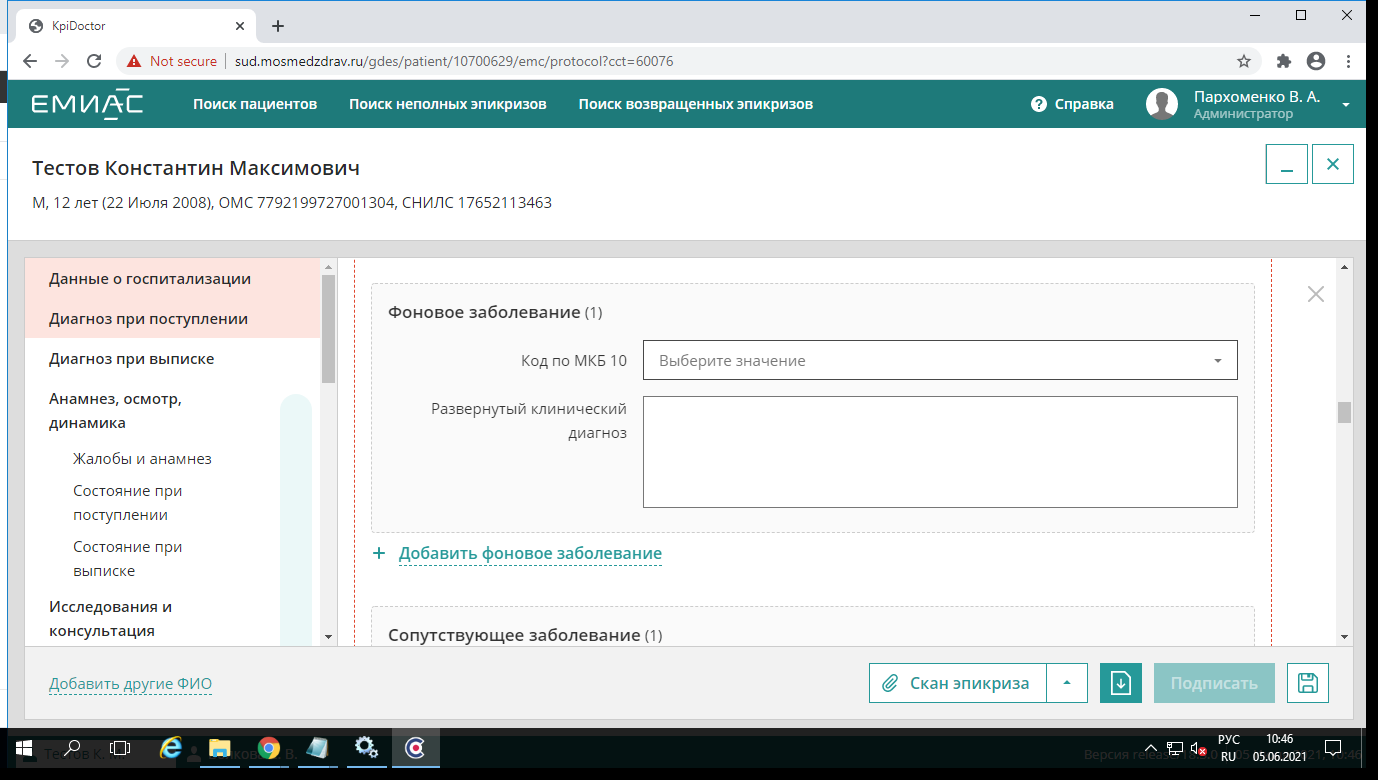 KpiDoctor
Not secure
sud.mosmedzdrav.ru/gdes/patient/10700629/emc/protocol?cct=60076
ЕМИАС
Поиск пациентов
Поиск неполных эпикризов
Поиск возвращенных эпикризов
Справка
Пархоменко В. А.
Администратор
Тестов Константин Максимович
М, 12 лет (22 Июля 2008), ОМС 7792199727001304, СНИЛС 17652113463
Данные о госпитализации
Диагноз при поступлении
Диагноз при выписке
Анамнез, осмотр,
динамика
Жалобы и анамнез
Состояние при
поступлении
Состояние при
выписке
Исследования и
консультация
Фоновое заболевание (1)
Код по МКБ 10
Выберите значение
Развернутый клинический
диагноз
+ Добавить фоновое заболевание
Сопутствующее заболевание (1)
Добавить другие ФИО
Скан эпикриза
Подписать
Тестов К. М.
Версия release
РУС
RU
10:46
05.06.2021